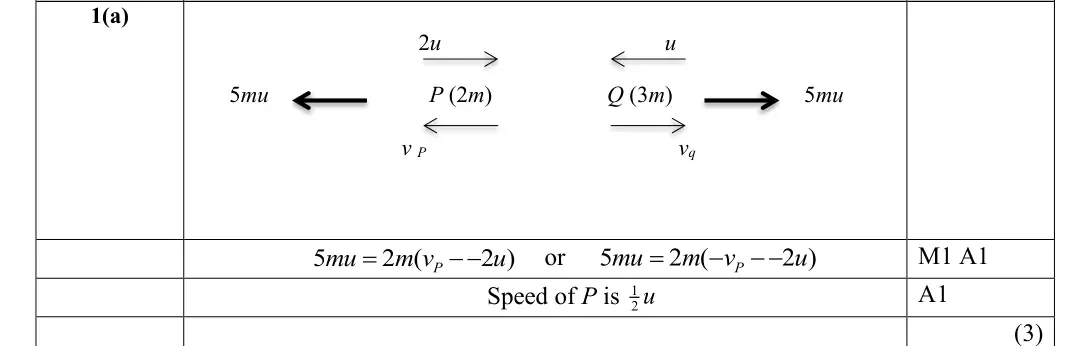 1(a)
2u u
5mu P (2m) Q (3m) 5mu
v P vq
5mu = 2m(vP − −2u) or 5mu = 2m(−vP − −2u) M1 A1
Speed of P is ½u A1
(3)